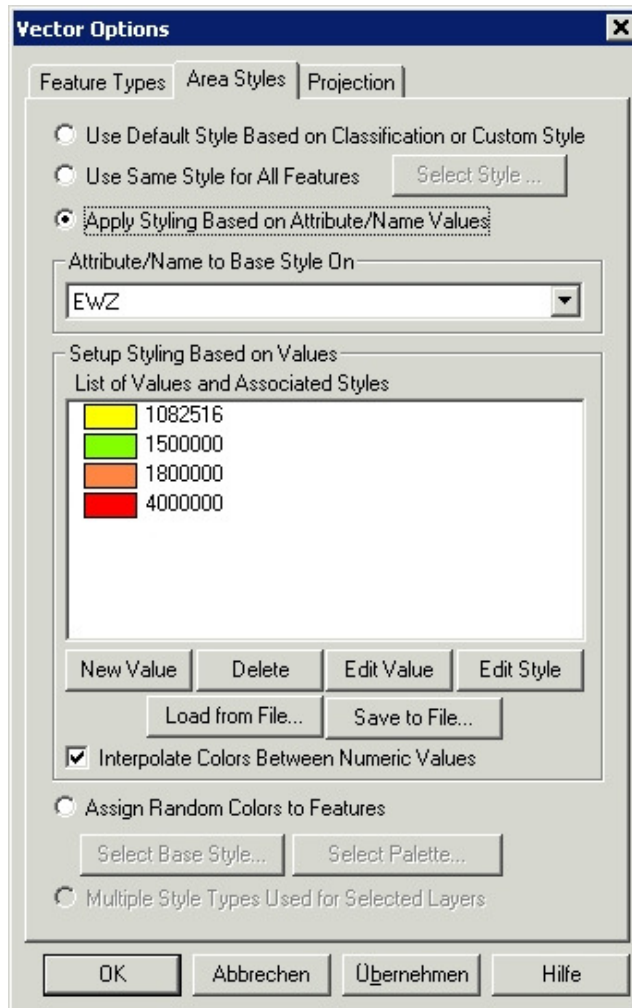 Vector Options
Feature Types Area Styles Projection
Use Default Style Based on Classification or Custom Style
Use Same Style for All Features Select Style ...
Apply Styling Based on Attribute/Name Values
Attribute/Name to Base Style On
EWZ
Setup Styling Based on Values
List of Values and Associated Styles
1082516
1500000
1800000
4000000
New Value Delete Edit Value Edit Style
Load from File... Save to File...
Interpolate Colors Between Numeric Values
Assign Random Colors to Features
Select Base Style... Select Palette...
Multiple Style Types Used for Selected Layers
OK Abbrechen Übernehmen Hilfe